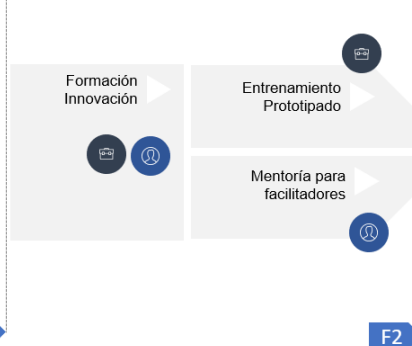 Formación
Innovación
Entrenamiento
Prototipado
Mentoría para
facilitadores
F2